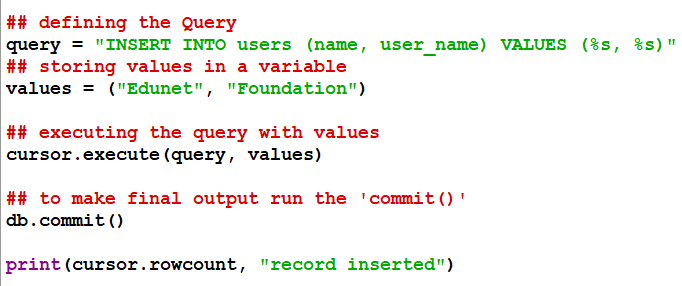 ## defining the Query
query = "INSERT INTO users (name, user_name) VALUES (%s, %s)"
## storing values in a variable
values = ("Edunet", "Foundation")
## executing the query with values
cursor.execute(query, values)
## to make final output run the 'commit()'
db.commit()
print(cursor.rowcount, "record inserted")